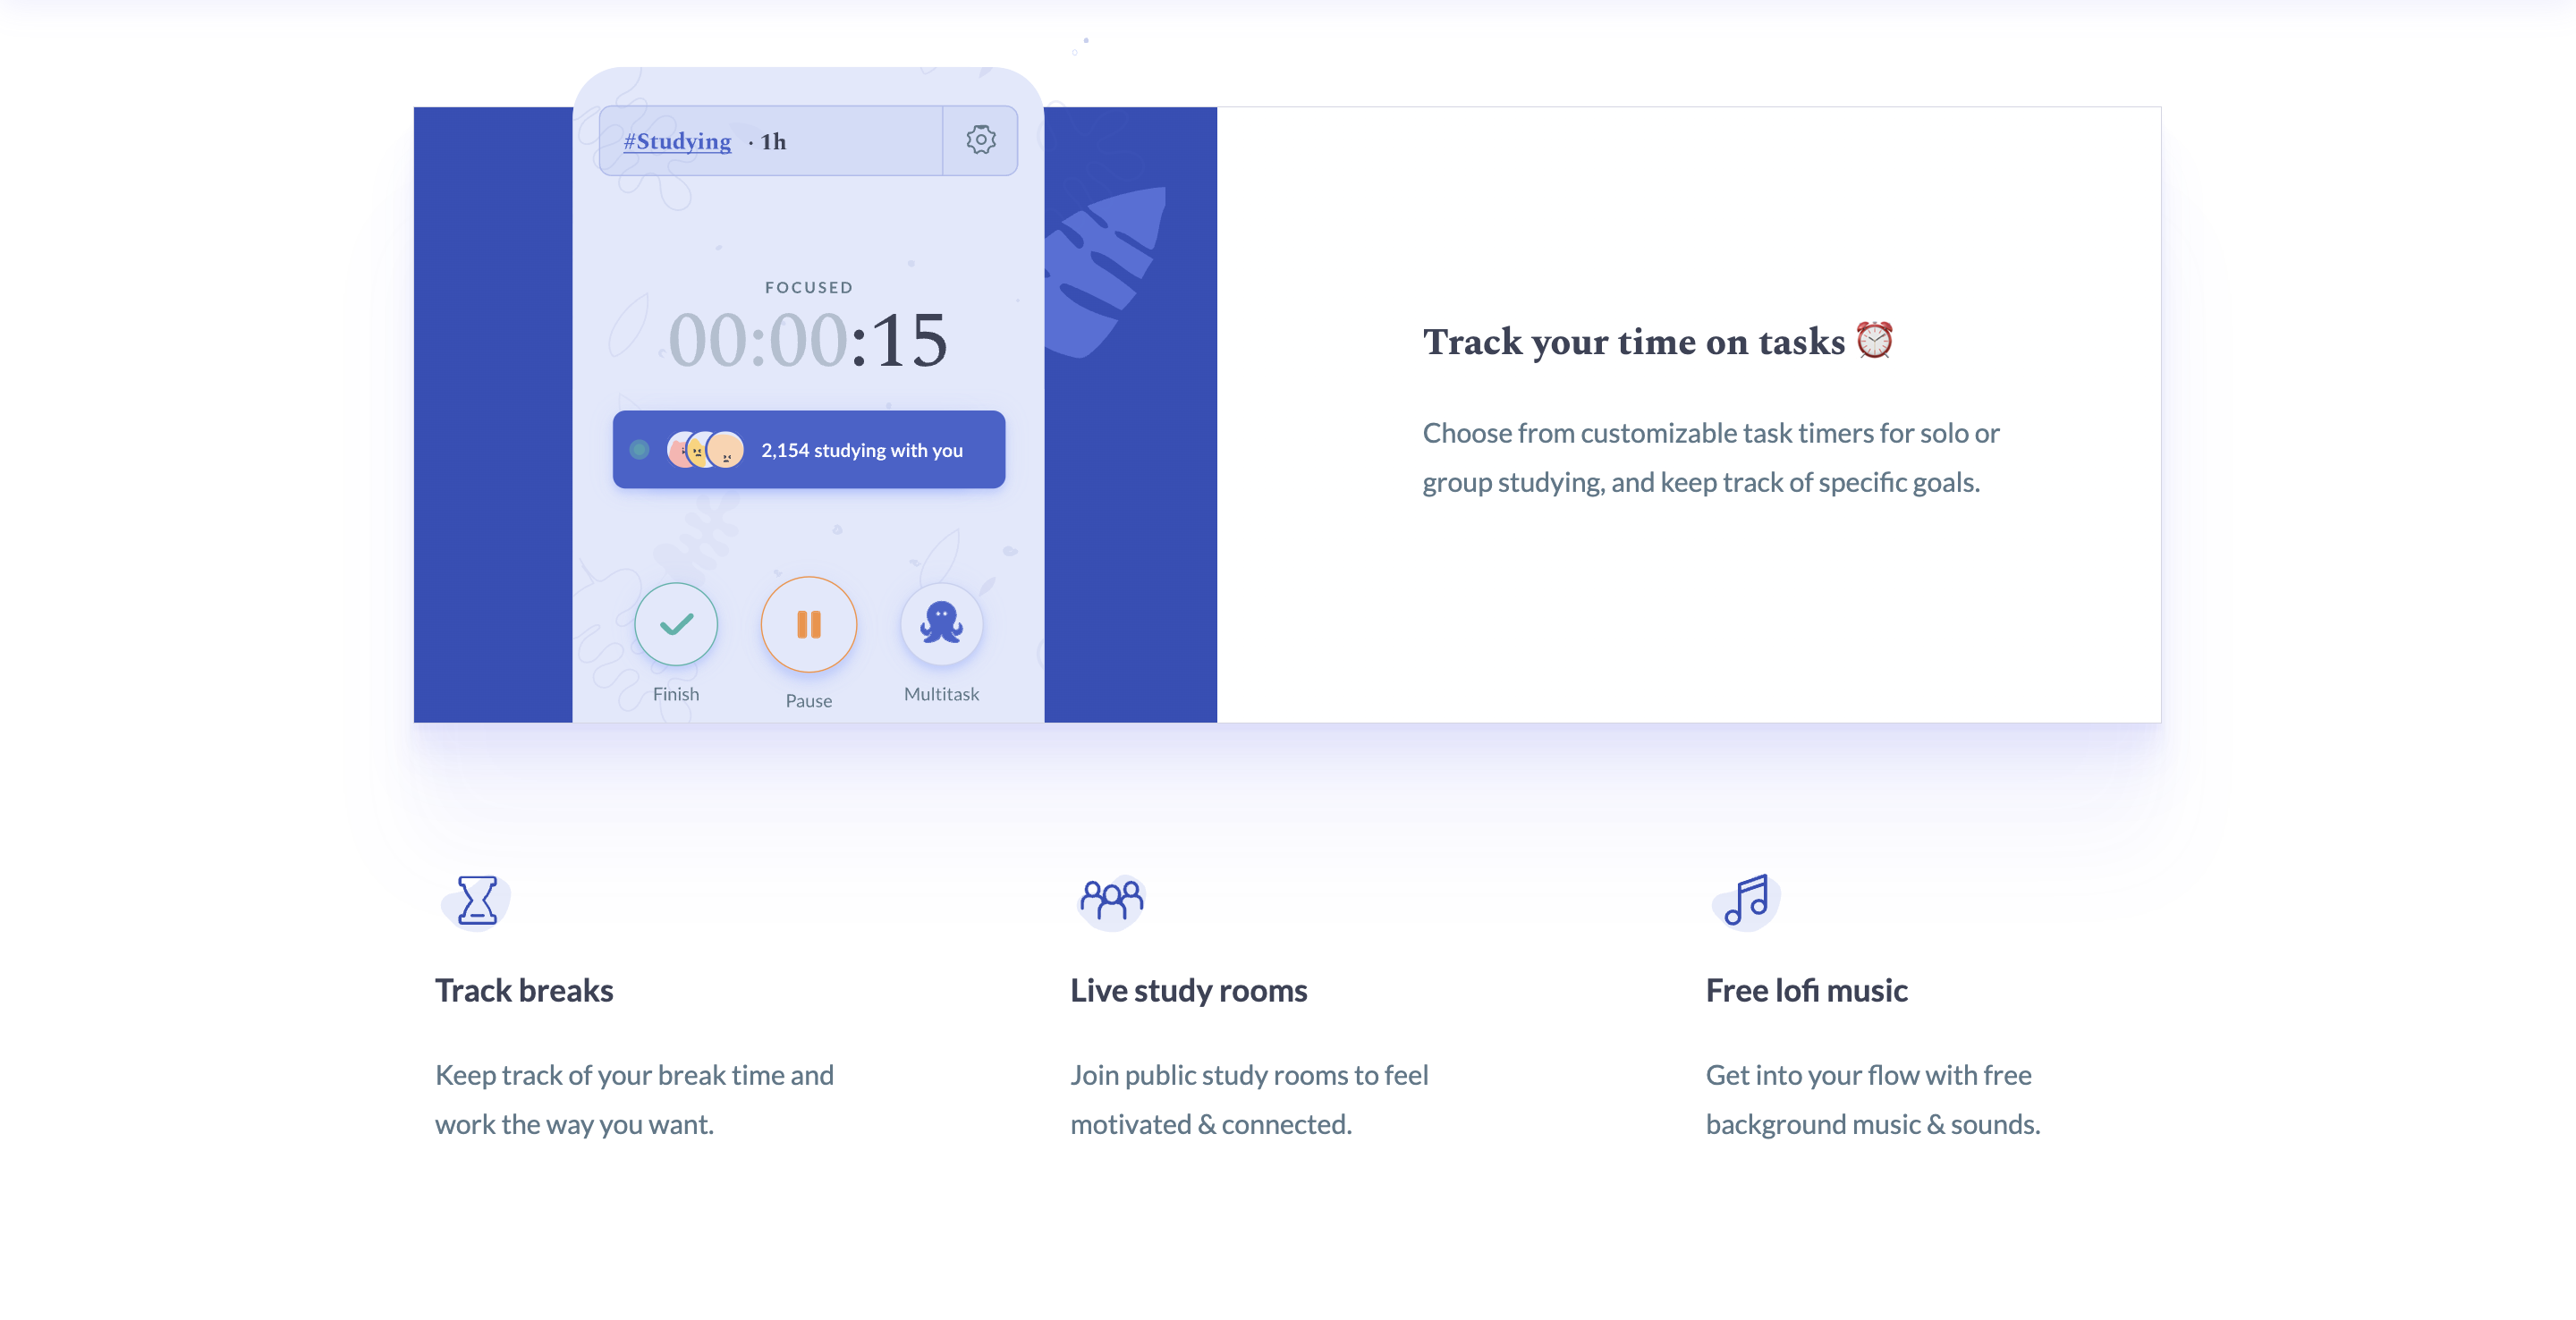 #Studying · 1h
FOCUSED
00:00:15
2,154 studying with you
Finish
Pause
Multitask
Track your time on tasks ⏰
Choose from customizable task timers for solo or
group studying, and keep track of specific goals.
Track breaks
Keep track of your break time and
work the way you want.
Live study rooms
Join public study rooms to feel
motivated & connected.
Free lofi music
Get into your flow with free
background music & sounds.